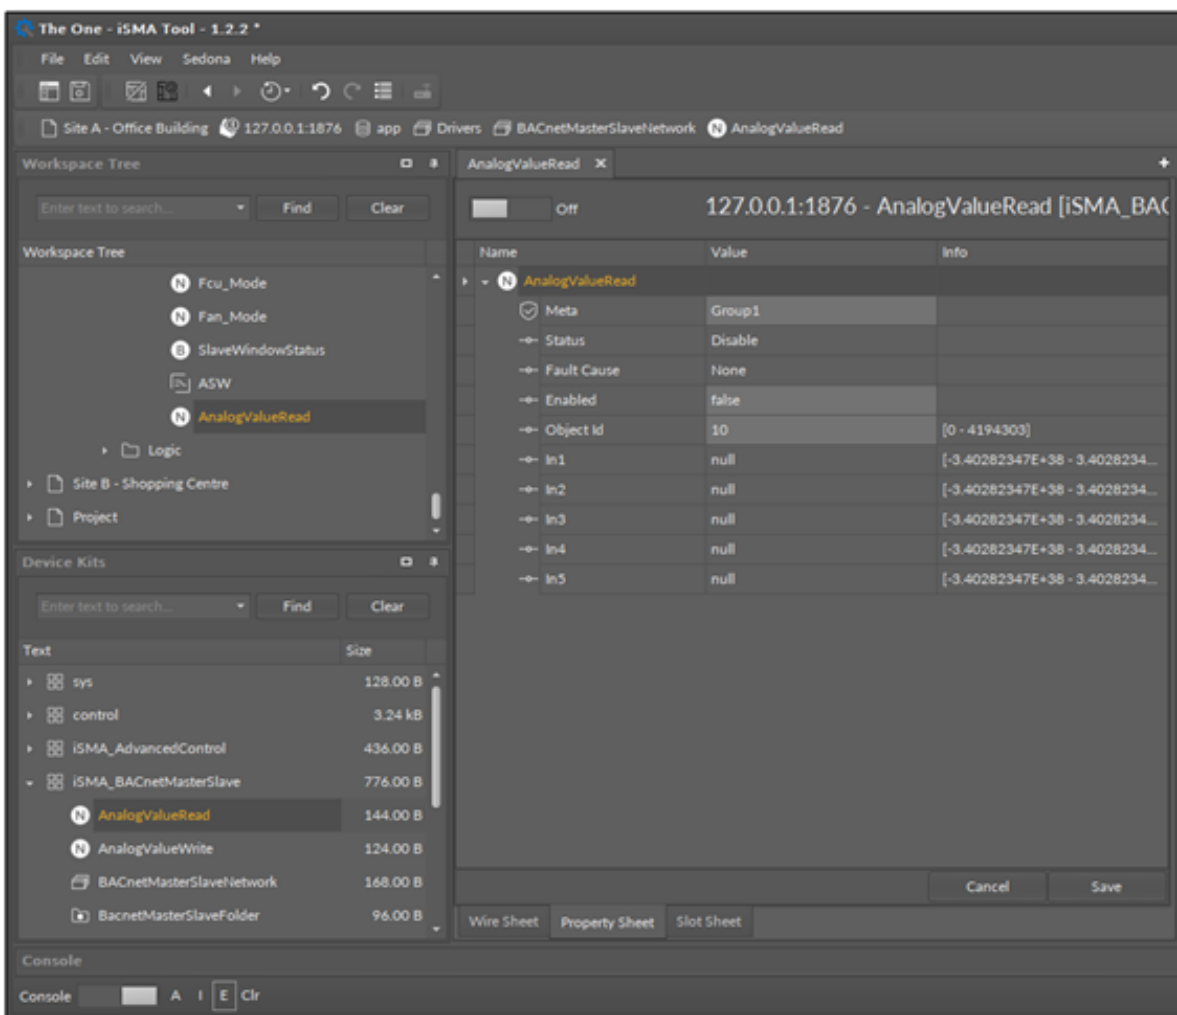 The One - iSMA Tool - 1.2.2 *
File Edit View Sedona Help
Site A - Office Building 127.0.0.1:1876 app Drivers BACnetMasterSlaveNetwork N AnalogValueRead
Workspace Tree
Enter text to search... Find Clear
Workspace Tree
N Fcu_Mode
N Fan_Mode
B SlaveWindowStatus
ASW
N AnalogValueRead
Logic
Site B - Shopping Centre
Project
Device Kits
Enter text to search... Find Clear
Text Size
sys 128.00 B
control 3.24 kB
iSMA_AdvancedControl 436.00 B
iSMA_BACnetMasterSlave 776.00 B
N AnalogValueRead 144.00 B
N AnalogValueWrite 124.00 B
BACnetMasterSlaveNetwork 168.00 B
BacnetMasterSlaveFolder 96.00 B
AnalogValueRead
Off 127.0.0.1:1876 - AnalogValueRead [iSMA_BAC
Name Value Info
N AnalogValueRead
Meta Group1
Status Disable
Fault Cause None
Enabled false
Object Id 10 [0 - 4194303]
In1 null [-3.40282347E+38 - 3.4028234...
In2 null [-3.40282347E+38 - 3.4028234...
In3 null [-3.40282347E+38 - 3.4028234...
In4 null [-3.40282347E+38 - 3.4028234...
In5 null [-3.40282347E+38 - 3.4028234...
Cancel Save
Wire Sheet Property Sheet Slot Sheet
Console
Console A I E Clr